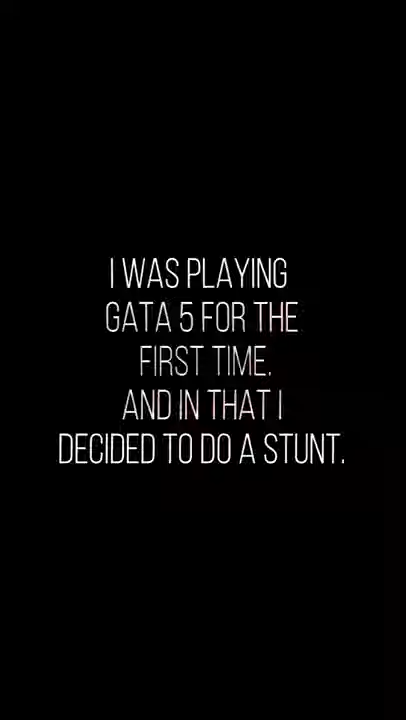 I WAS PLAYING
GATA 5 FOR THE
FIRST TIME.
AND IN THAT I
DECIDED TO DO A STUNT.